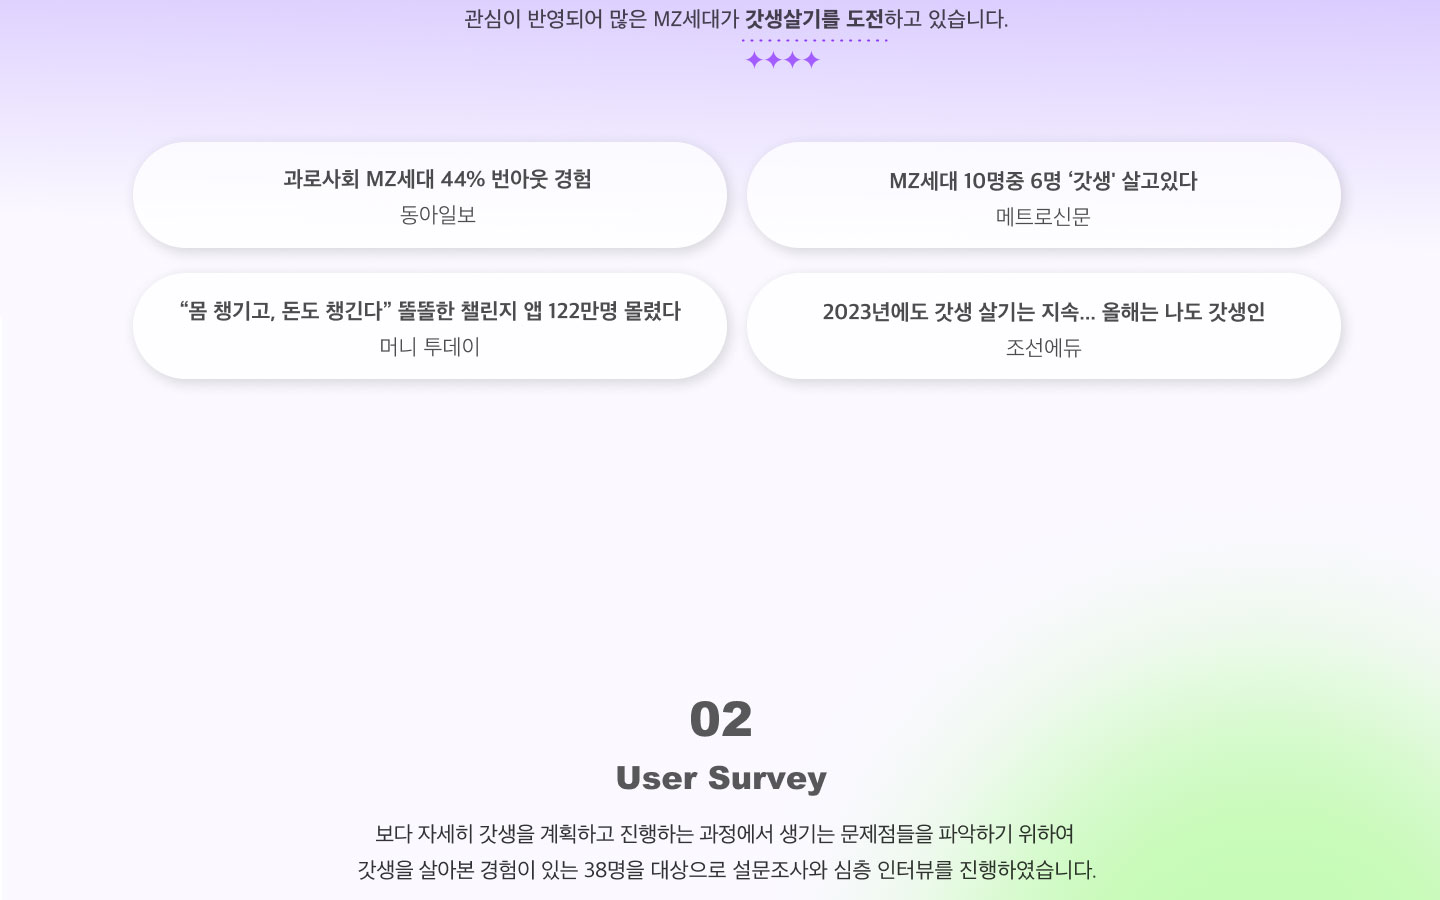 관심이 반영되어 많은 MZ세대가 갓생살기를 도전하고 있습니다.
과로사회 MZ세대 44% 번아웃 경험
동아일보
MZ세대 10명중 6명 ‘갓생' 살고있다
메트로신문
“몸 챙기고, 돈도 챙긴다” 똘똘한 챌린지 앱 122만명 몰렸다
머니 투데이
2023년에도 갓생 살기는 지속... 올해는 나도 갓생인
조선에듀
02
User Survey
보다 자세히 갓생을 계획하고 진행하는 과정에서 생기는 문제점들을 파악하기 위하여
갓생을 살아본 경험이 있는 38명을 대상으로 설문조사와 심층 인터뷰를 진행하였습니다.